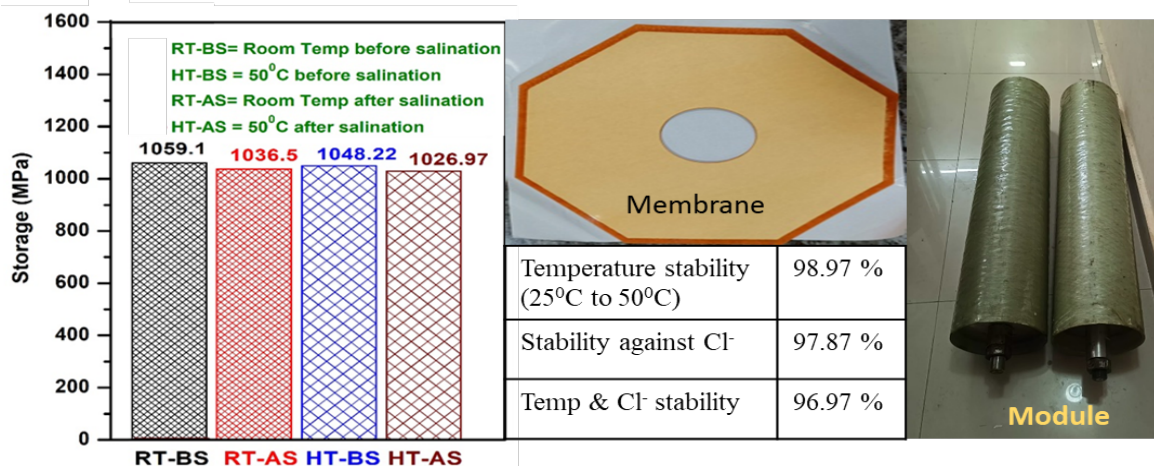 1600
1400
1200
1000
800
600
400
200
0
Storage (MPa)
RT-BS= Room Temp before salination
HT-BS = 50⁰C before salination
RT-AS= Room Temp after salination
HT-AS = 50⁰C after salination
1059.1
1036.5
1048.22
1026.97
RT-BS RT-AS HT-BS HT-AS
Membrane
Temperature stability 98.97 %
(25⁰C to 50⁰C)
Stability against Cl⁻ 97.87 %
Temp & Cl⁻ stability 96.97 %
Module